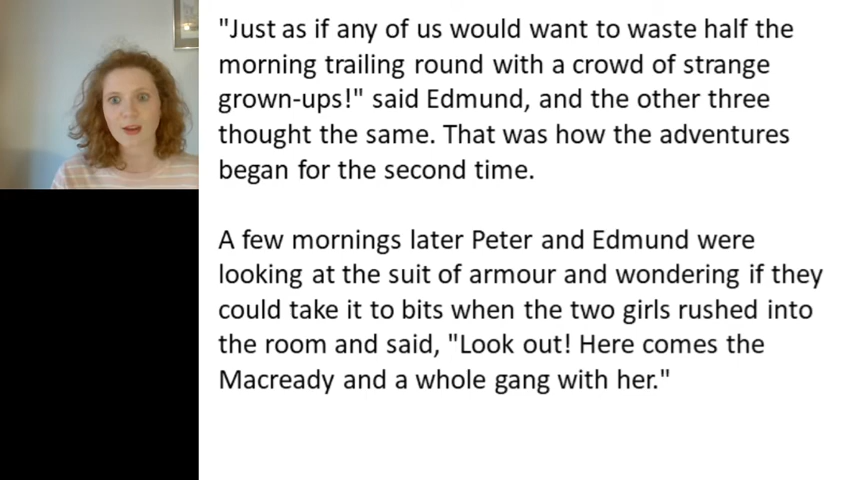 "Just as if any of us would want to waste half the
morning trailing round with a crowd of strange
grown-ups!" said Edmund, and the other three
thought the same. That was how the adventures
began for the second time.
A few mornings later Peter and Edmund were
looking at the suit of armour and wondering if they
could take it to bits when the two girls rushed into
the room and said, "Look out! Here comes the
Macready and a whole gang with her."